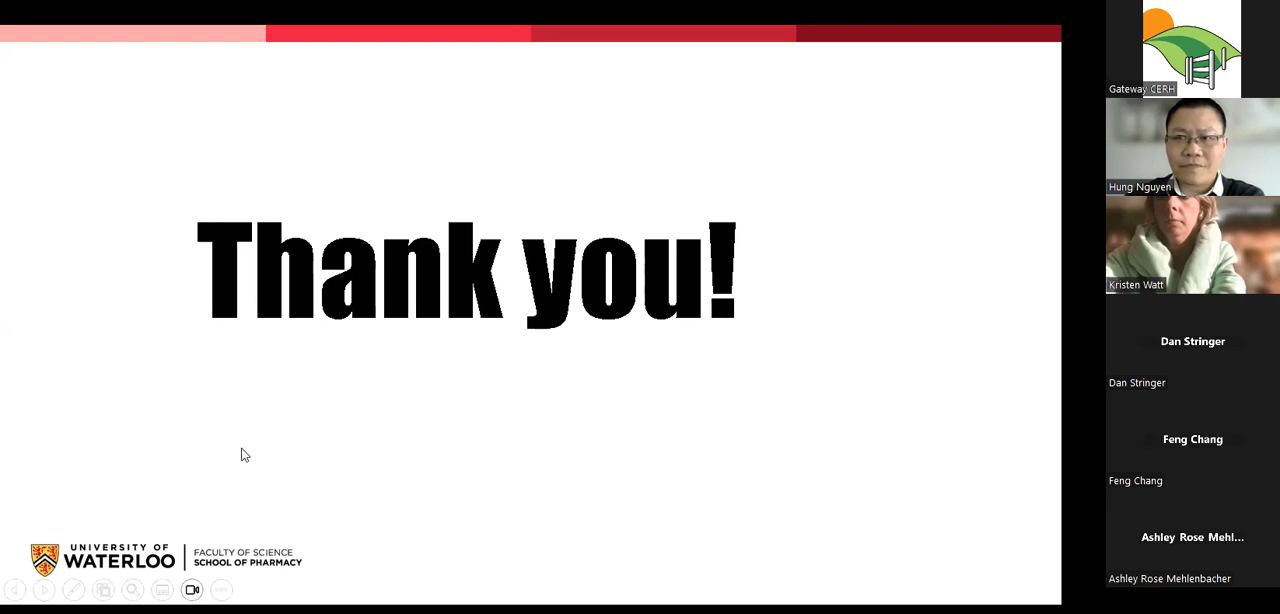 Thank you!
UNIVERSITY OF
WATERLOO
FACULTY OF SCIENCE
SCHOOL OF PHARMACY
Gateway CERH
Hung Nguyen
Kristen Watt
Dan Stringer
Dan Stringer
Feng Chang
Feng Chang
Ashley Rose Mehl...
Ashley Rose Mehlenbacher